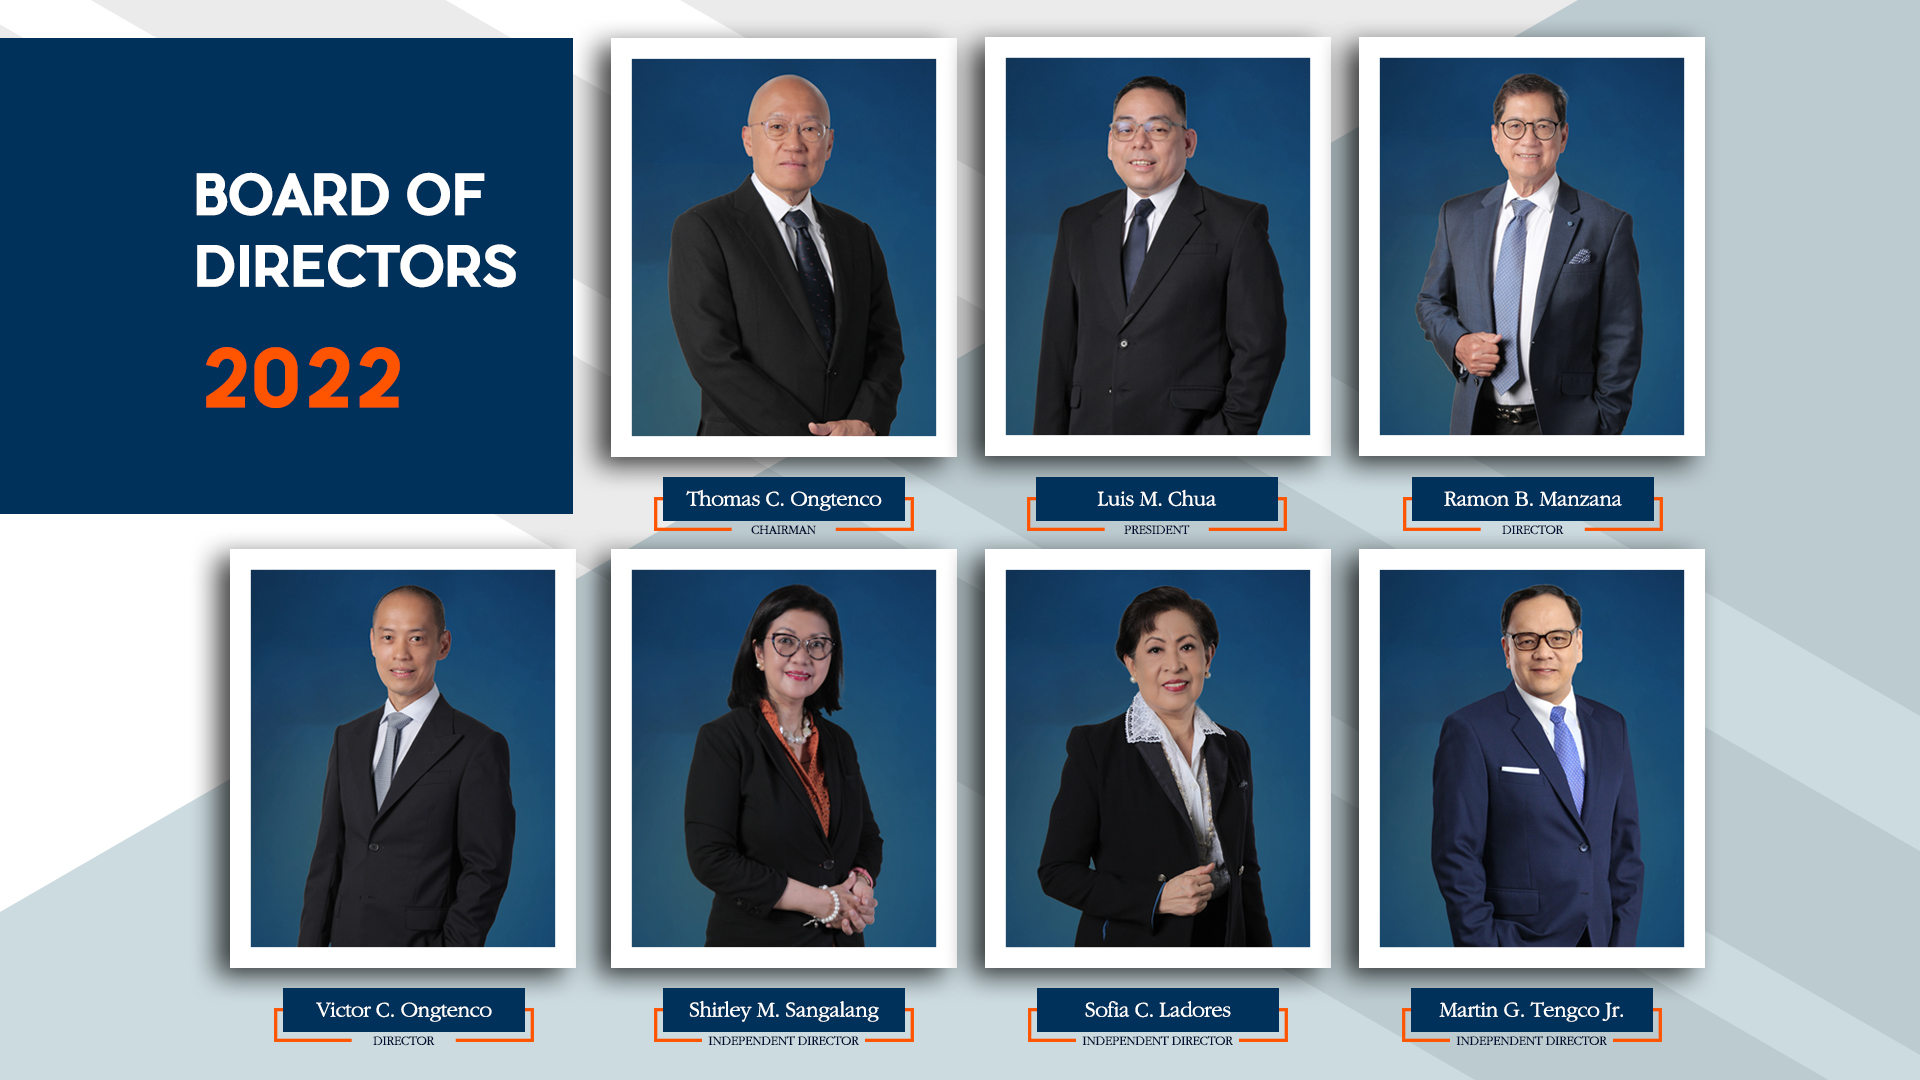 BOARD OF
DIRECTORS
2022
Thomas C. Ongtenco
CHAIRMAN
Luis M. Chua
PRESIDENT
Ramon B. Manzana
DIRECTOR
Victor C. Ongtenco
DIRECTOR
Shirley M. Sangalang
INDEPENDENT DIRECTOR
Sofia C. Ladores
INDEPENDENT DIRECTOR
Martin G. Tengco Jr.
INDEPENDENT DIRECTOR